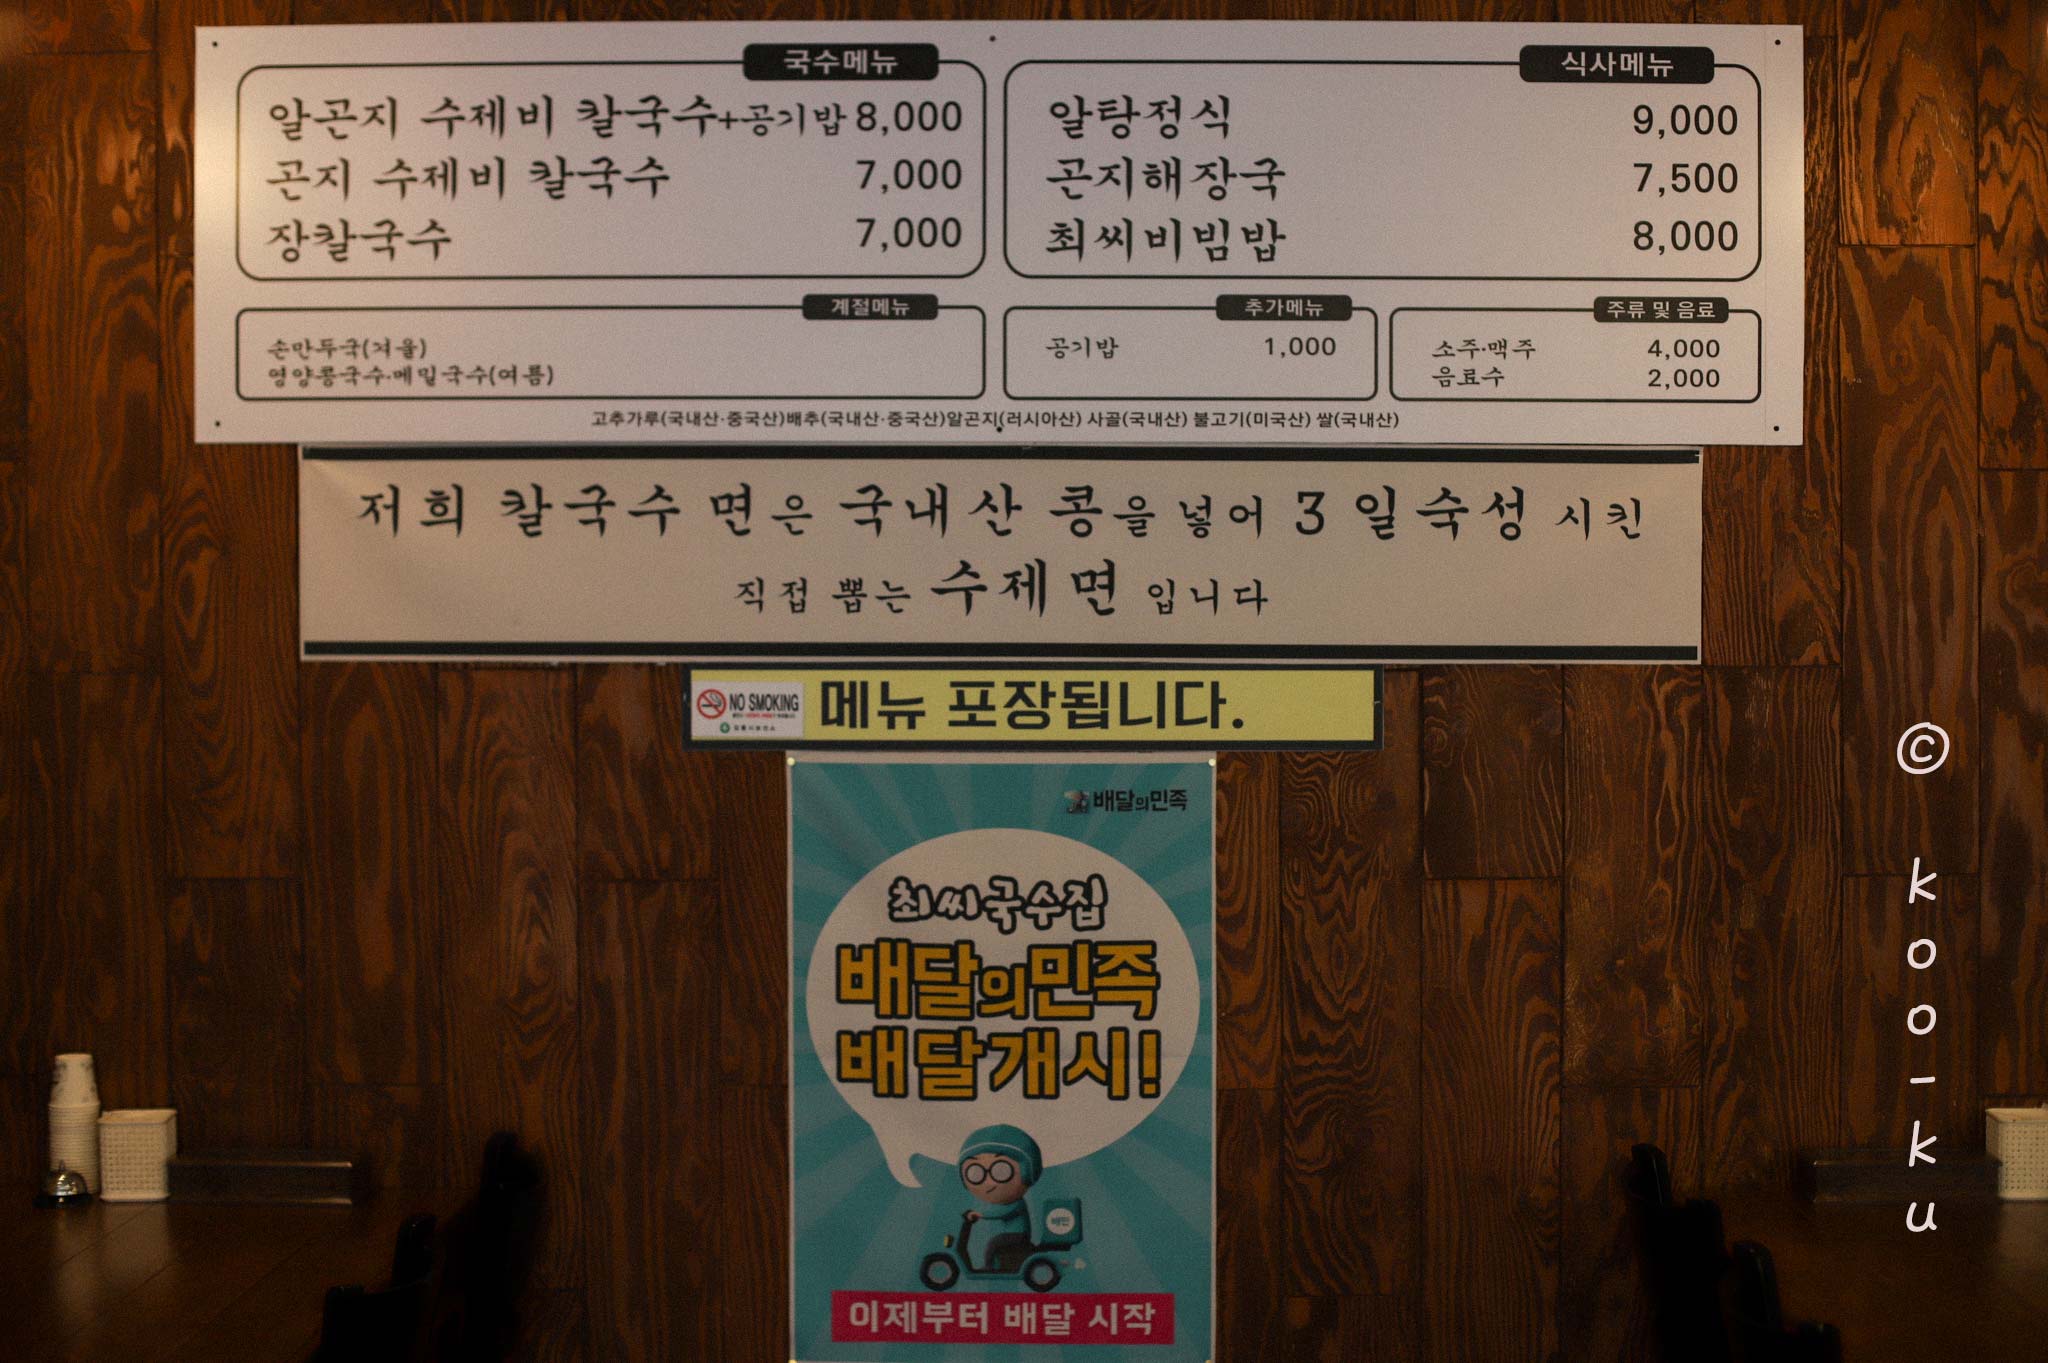 국수메뉴
알곤지 수제비 칼국수+공기밥 8,000
곤지 수제비 칼국수 7,000
장칼국수 7,000
식사메뉴
알탕정식 9,000
곤지해장국 7,500
최씨비빔밥 8,000
계절메뉴
손만두국(겨울)
영양콩국수·메밀국수(여름)
추가메뉴
공기밥 1,000
주류 및 음료
소주·맥주 4,000
음료수 2,000
고추가루(국내산·중국산)배추(국내산·중국산)알곤지(러시아산) 사골(국내산) 불고기(미국산) 쌀(국내산)
저희 칼국수 면은 국내산 콩을 넣어 3일숙성 시킨
직접 뽑는 수제면 입니다
NO SMOKING
메뉴 포장됩니다.
배달의민족
최씨국수집
배달의민족
배달개시!
배민
이제부터 배달 시작
© koo-ku